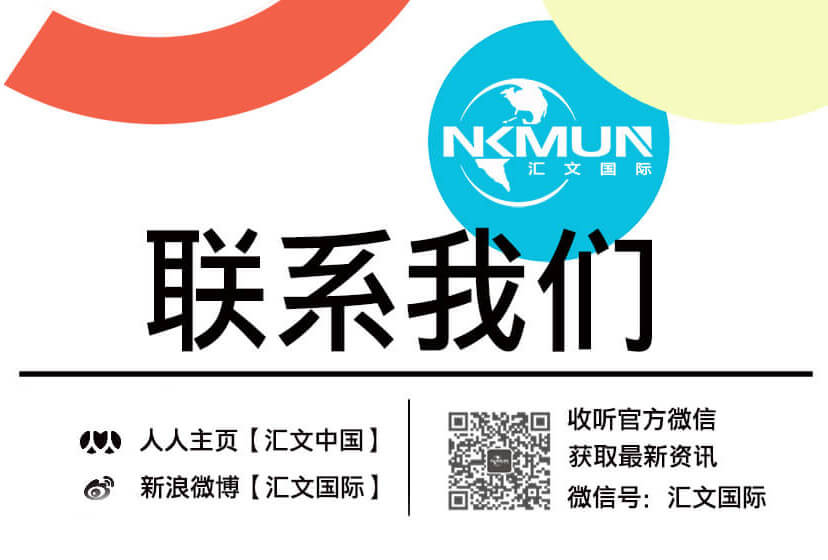 NKMUN
汇文国际
联系我们
人人主页【汇文中国】
新浪微博【汇文国际】
NKMUN
收听官方微信
获取最新资讯
微信号：汇文国际